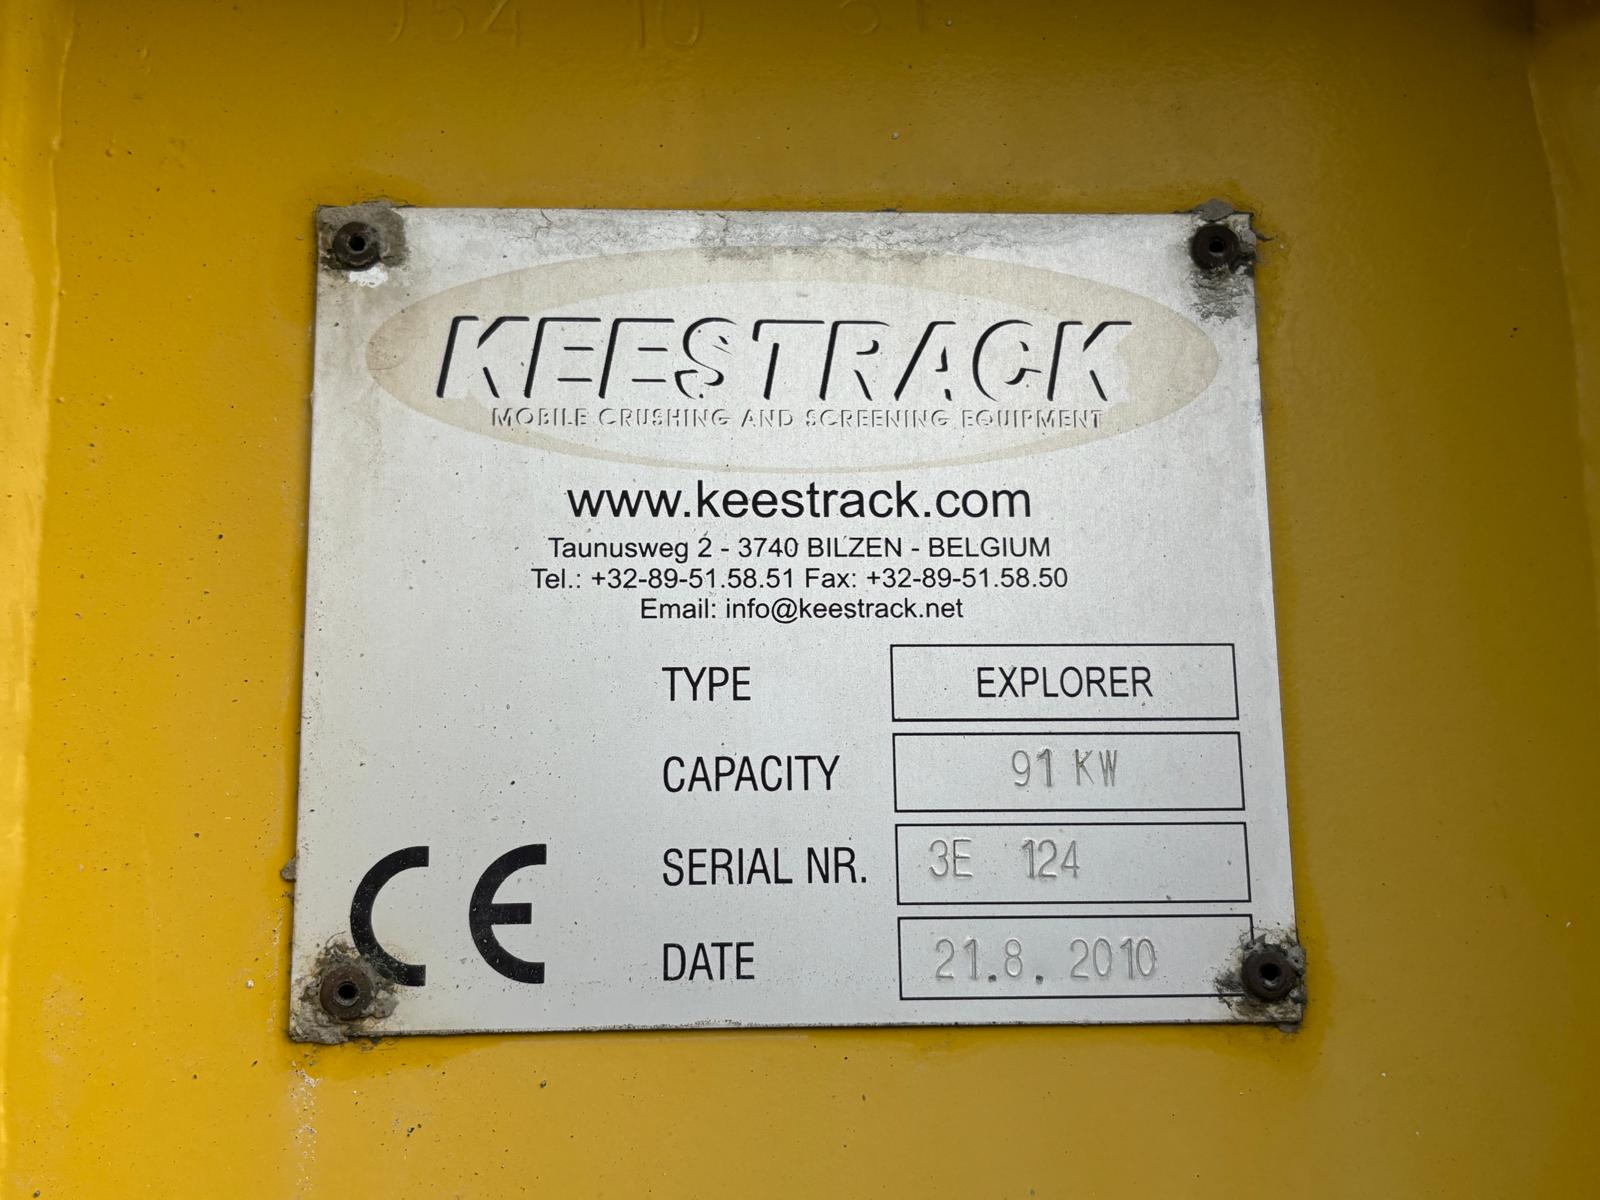 KEESTRACK
MOBILE CRUSHING AND SCREENING EQUIPMENT
www.keestrack.com
Taunusweg 2 - 3740 BILZEN - BELGIUM
Tel.: +32-89-51.58.51 Fax: +32-89-51.58.50
Email: info@keestrack.net
TYPE EXPLORER
CAPACITY 91 KW
SERIAL NR. 3E 124
DATE 21.8.2010
CE